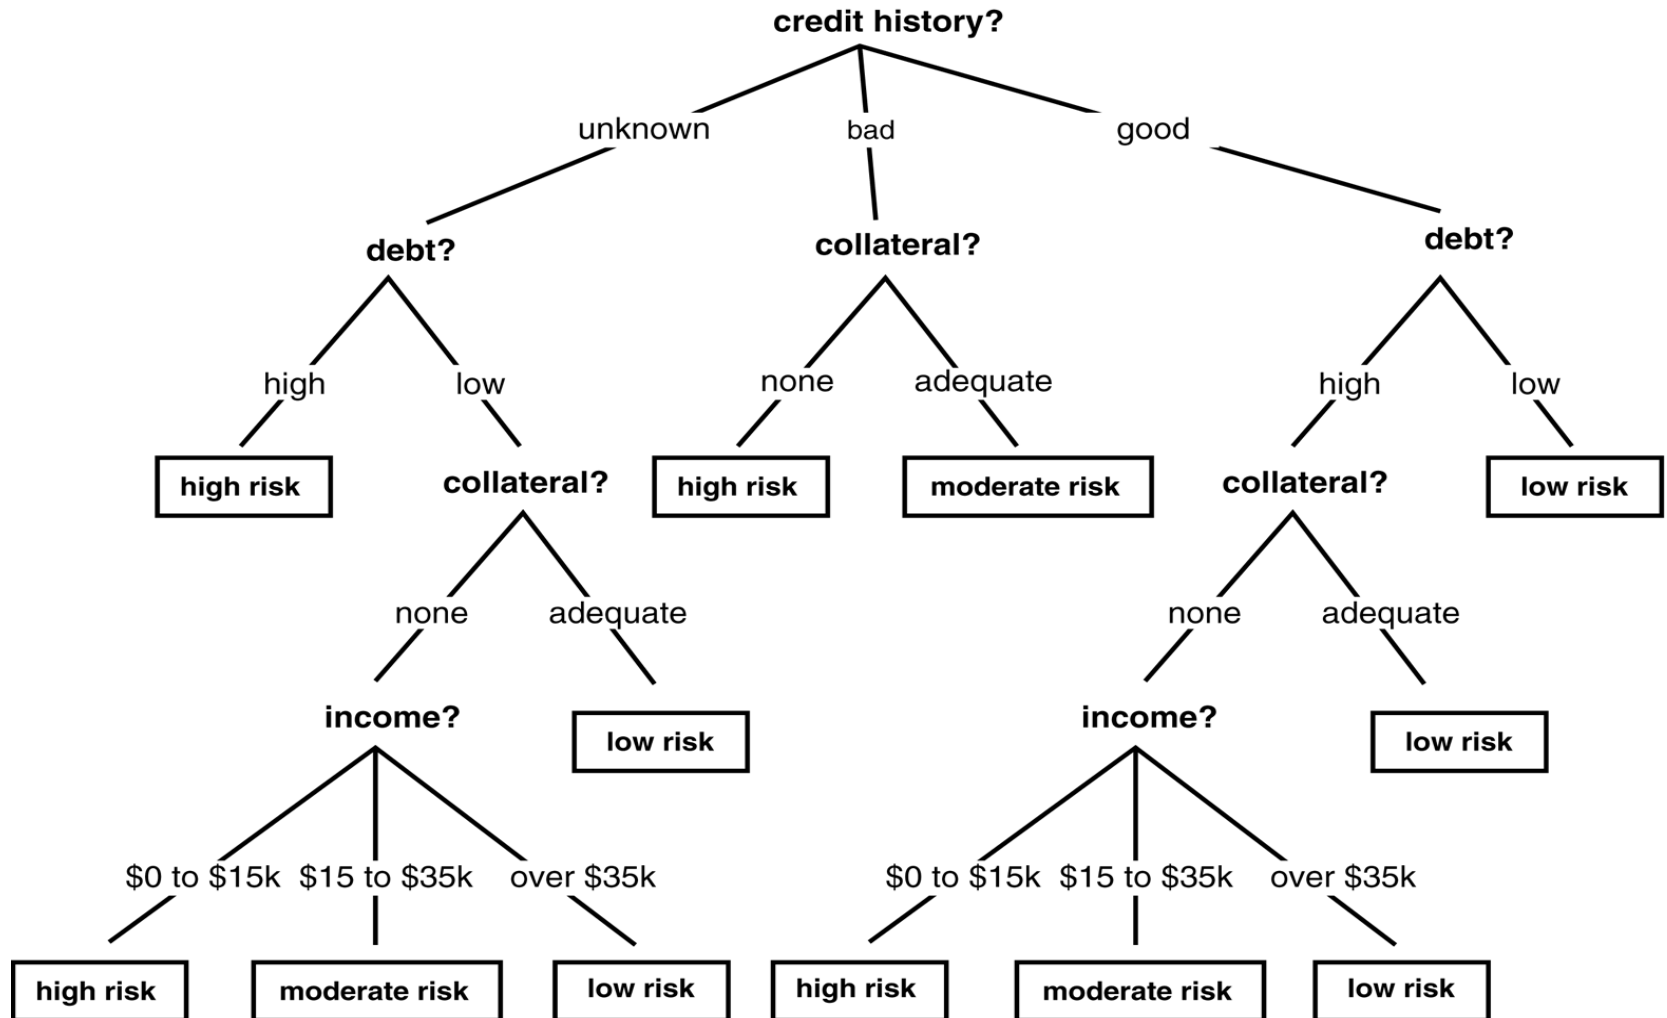 credit history?
unknown bad good
debt? collateral? debt?
high low none adequate high low
high risk collateral? high risk moderate risk collateral? low risk
none adequate none adequate
income? low risk income? low risk
$0 to $15k $15 to $35k over $35k $0 to $15k $15 to $35k over $35k
high risk moderate risk low risk high risk moderate risk low risk